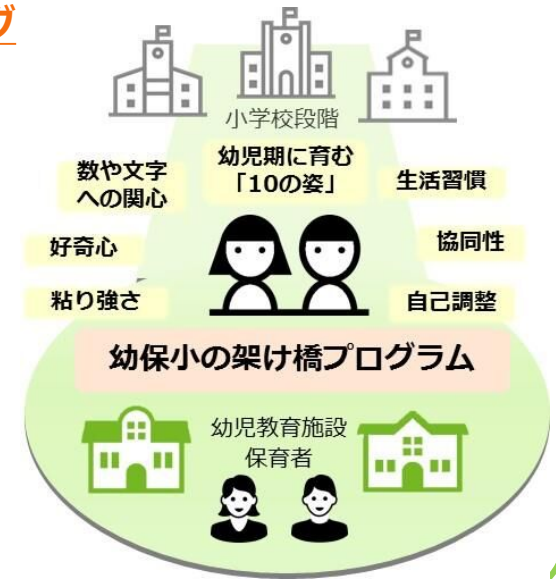 ブ
小学校段階
幼児期に育む
「10の姿」
数や文字
への関心
生活習慣
好奇心
協同性
粘り強さ
自己調整
幼保小の架け橋プログラム
幼児教育施設
保育者